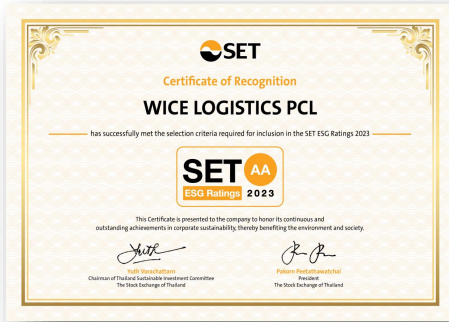 SET
Certificate of Recognition
WICE LOGISTICS PCL
has successfully met the selection criteria required for inclusion in the SET ESG Ratings 2023
SET AA
ESG Ratings 2023
This Certificate is presented to the company to honor its continuous and
outstanding achievements in corporate sustainability, thereby benefiting the environment and society.
Yuth Vorachattarn
Chairman of Thailand Sustainable Investment Committee
The Stock Exchange of Thailand
Pakorn Peetathawatchai
President
The Stock Exchange of Thailand